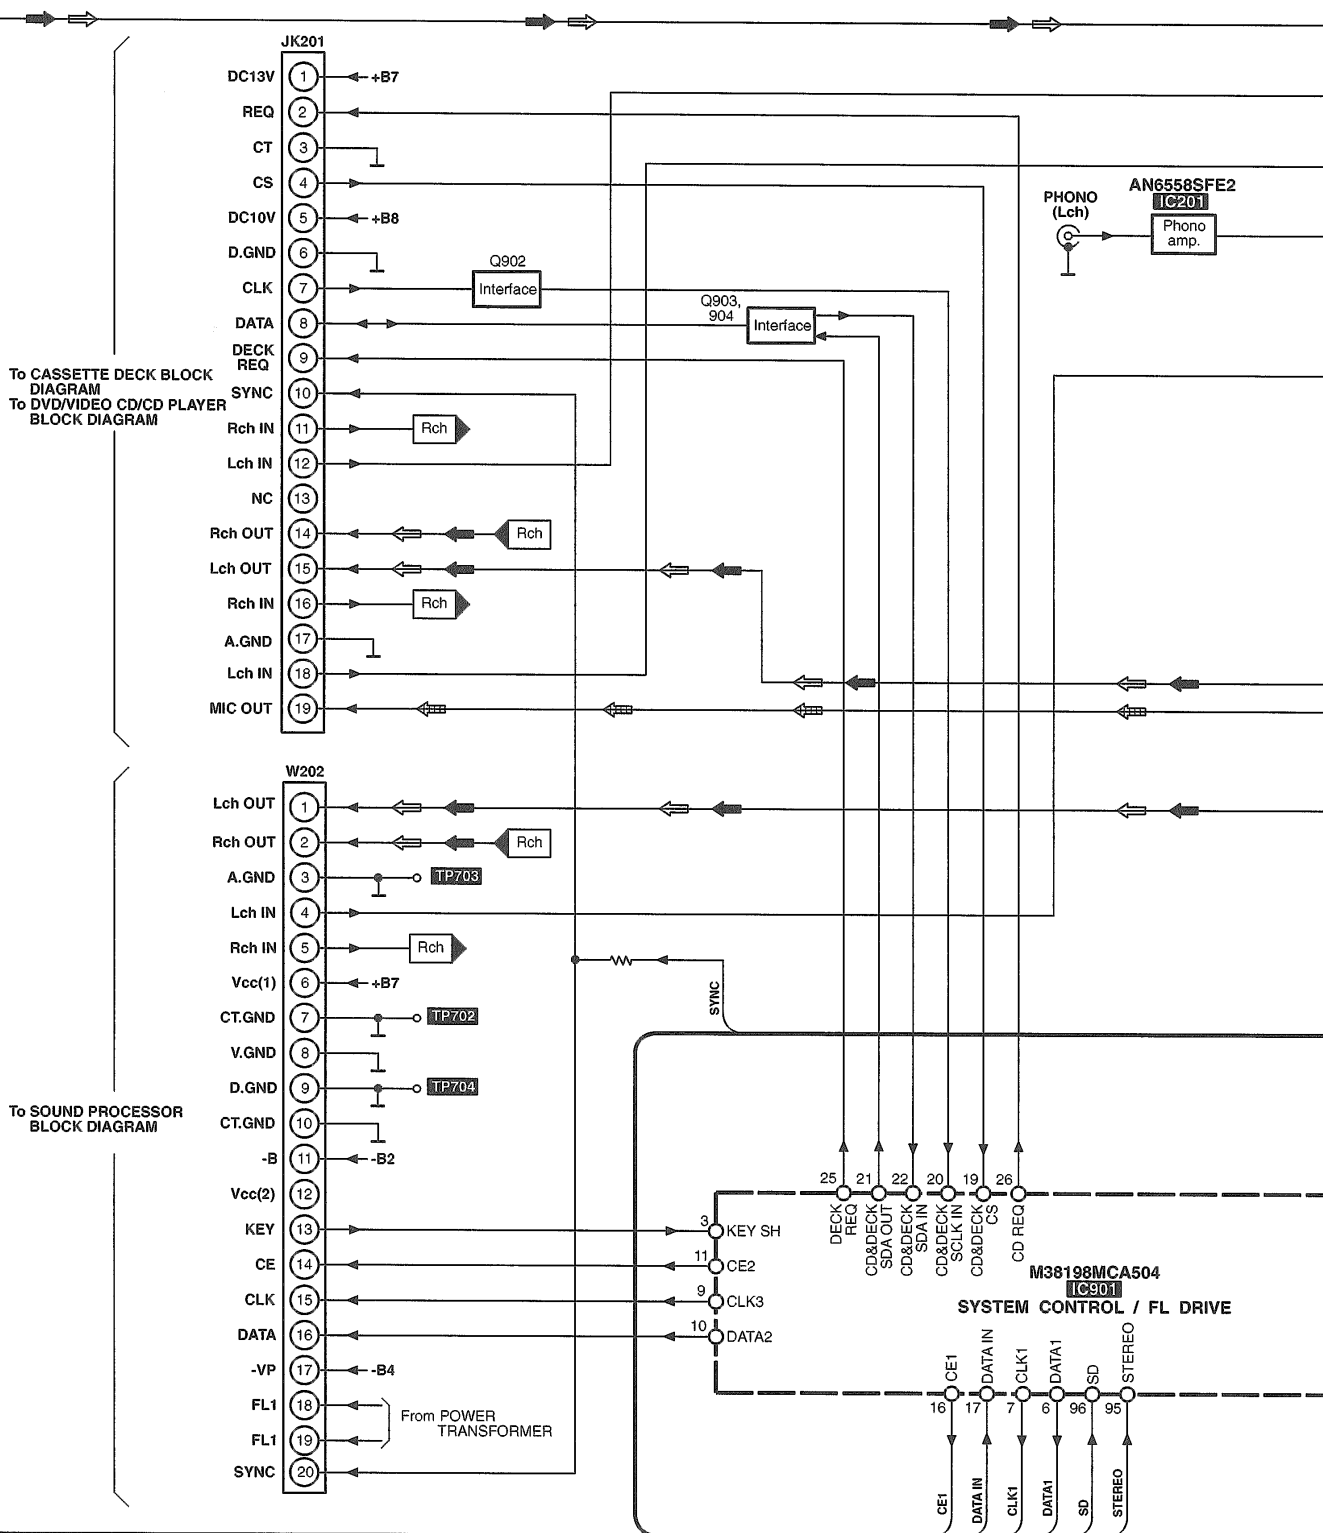 JK201
DC13V 1 +B7
REQ 2
CT 3
CS 4
DC10V 5 +B8
D.GND 6
CLK 7
Q902
Interface
DATA 8
Q903,
904
Interface
DECK
REQ 9
SYNC 10
Rch IN 11 Rch
Lch IN 12
NC 13
Rch OUT 14 Rch
Lch OUT 15
Rch IN 16 Rch
A.GND 17
Lch IN 18
MIC OUT 19
To CASSETTE DECK BLOCK
DIAGRAM
To DVD/VIDEO CD/CD PLAYER
BLOCK DIAGRAM
PHONO
(Lch)
AN6558SFE2
IC201
Phono
amp.
W202
Lch OUT 1
Rch OUT 2 Rch
A.GND 3 TP703
Lch IN 4
Rch IN 5 Rch
Vcc(1) 6 +B7
CT.GND 7 TP702
V.GND 8
D.GND 9 TP704
CT.GND 10
-B 11 -B2
Vcc(2) 12
KEY 13
CE 14
CLK 15
DATA 16
-VP 17 -B4
FL1 18
FL1 19
From POWER
TRANSFORMER
SYNC 20
To SOUND PROCESSOR
BLOCK DIAGRAM
SYNC
25 21 22 20 19 26
DECK
REQ
CD&DECK
SDA OUT
CD&DECK
SDA IN
CD&DECK
SCLK IN
CD&DECK
CS
CD REQ
3 KEY SH
11 CE2
9 CLK3
10 DATA2
M38198MCA504
IC901
SYSTEM CONTROL / FL DRIVE
CE1
DATA IN
CLK1
DATA1
SD
STEREO
16 17 7 6 96 95
CE1
DATA IN
CLK1
DATA1
SD
STEREO